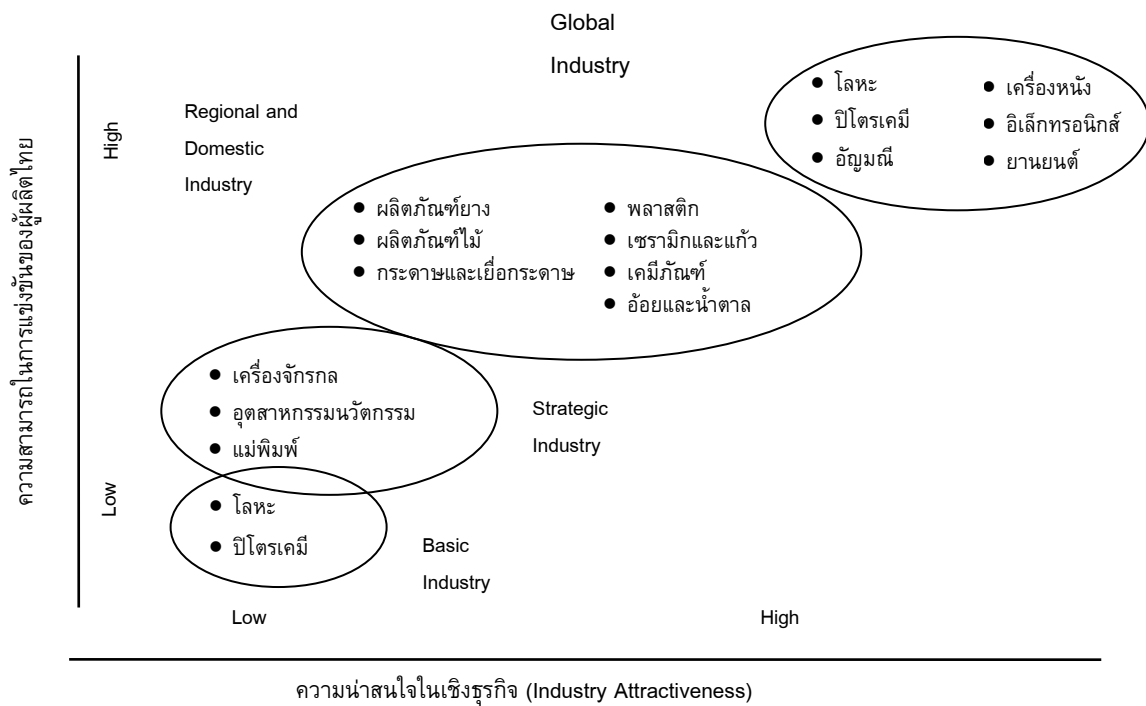 Global
Industry
Regional and
Domestic
Industry
ความสามารถในการแข่งขันของผู้ผลิตไทย
High
Low
● โลหะ
● ปิโตรเคมี
● อัญมณี
● เครื่องหนัง
● อิเล็กทรอนิกส์
● ยานยนต์
● ผลิตภัณฑ์ยาง
● ผลิตภัณฑ์ไม้
● กระดาษและเยื่อกระดาษ
● พลาสติก
● เซรามิกและแก้ว
● เคมีภัณฑ์
● อ้อยและน้ำตาล
● เครื่องจักรกล
● อุตสาหกรรมนวัตกรรม
● แม่พิมพ์
Strategic
Industry
● โลหะ
● ปิโตรเคมี
Basic
Industry
Low
High
ความน่าสนใจในเชิงธุรกิจ (Industry Attractiveness)